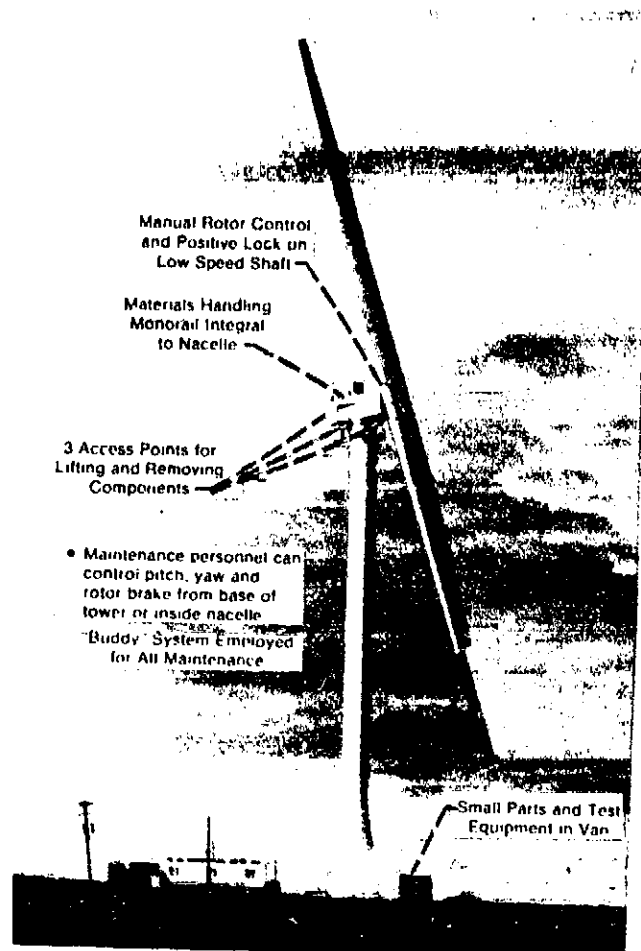 Manual Rotor Control
and Positive Lock on
Low Speed Shaft
Materials Handling
Monorail Integral
to Nacelle
3 Access Points for
Lifting and Removing
Components
• Maintenance personnel can
control pitch, yaw and
rotor brake from base of
tower or inside nacelle
"Buddy" System Employed
for All Maintenance
Small Parts and Test
Equipment in Van